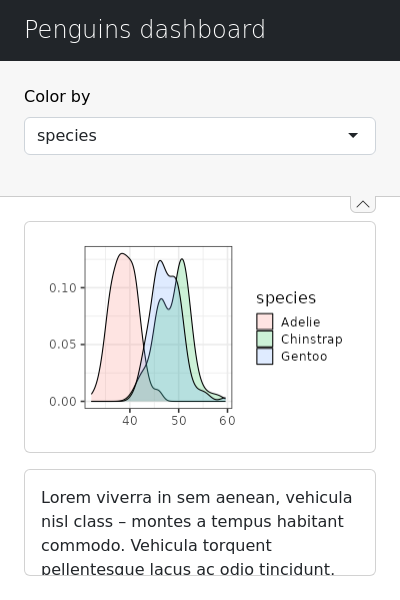 Penguins dashboard
Color by
species
0.10
0.05
0.00
40 50 60
species
Adelie
Chinstrap
Gentoo
Lorem viverra in sem aenean, vehicula
nisl class – montes a tempus habitant
commodo. Vehicula torquent
pellentesque lacus ac odio tincidunt.